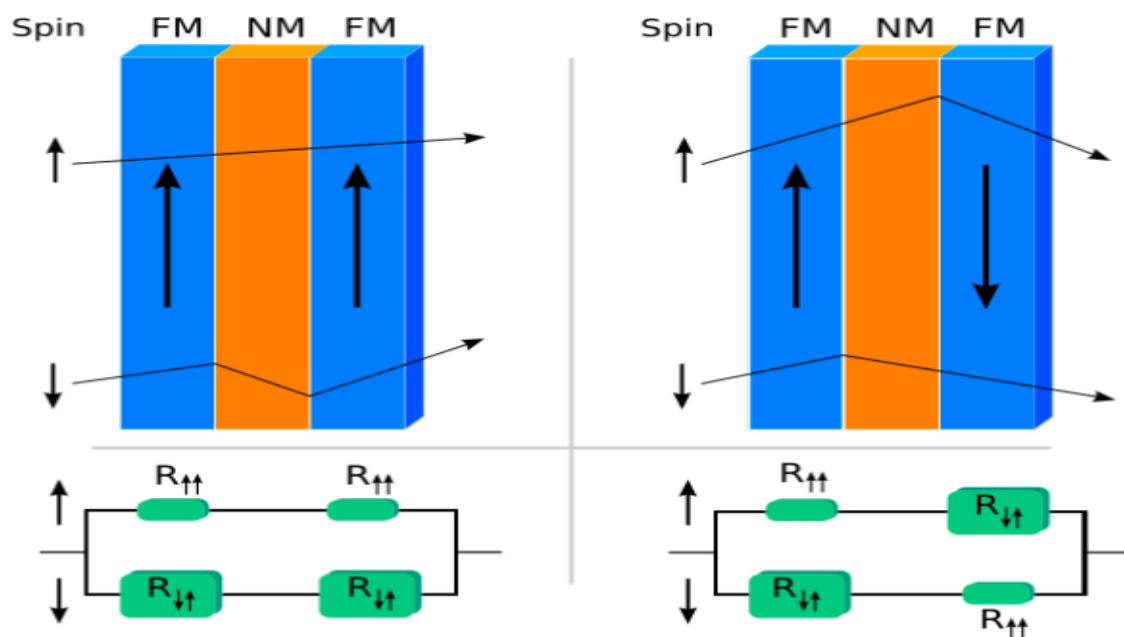 Spin FM NM FM
Spin FM NM FM
R↑↑ R↑↑
R↓↑ R↓↑
R↑↑ R↓↑
R↓↑ R↑↑